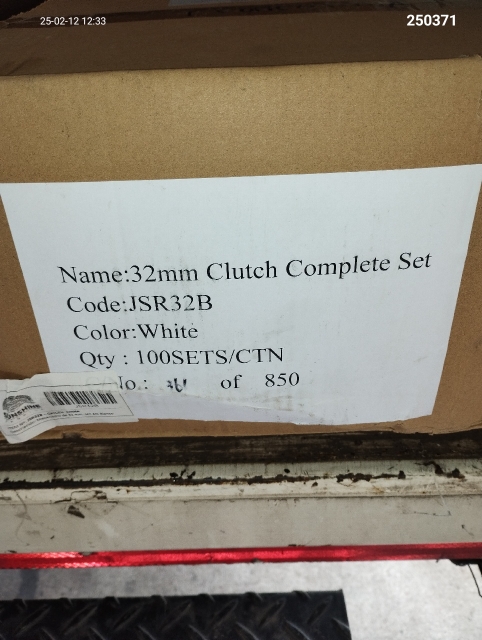 25-02-12 12:33
250371
Name:32mm Clutch Complete Set
Code:JSR32B
Color:White
Qty : 100SETS/CTN
No.: of 850